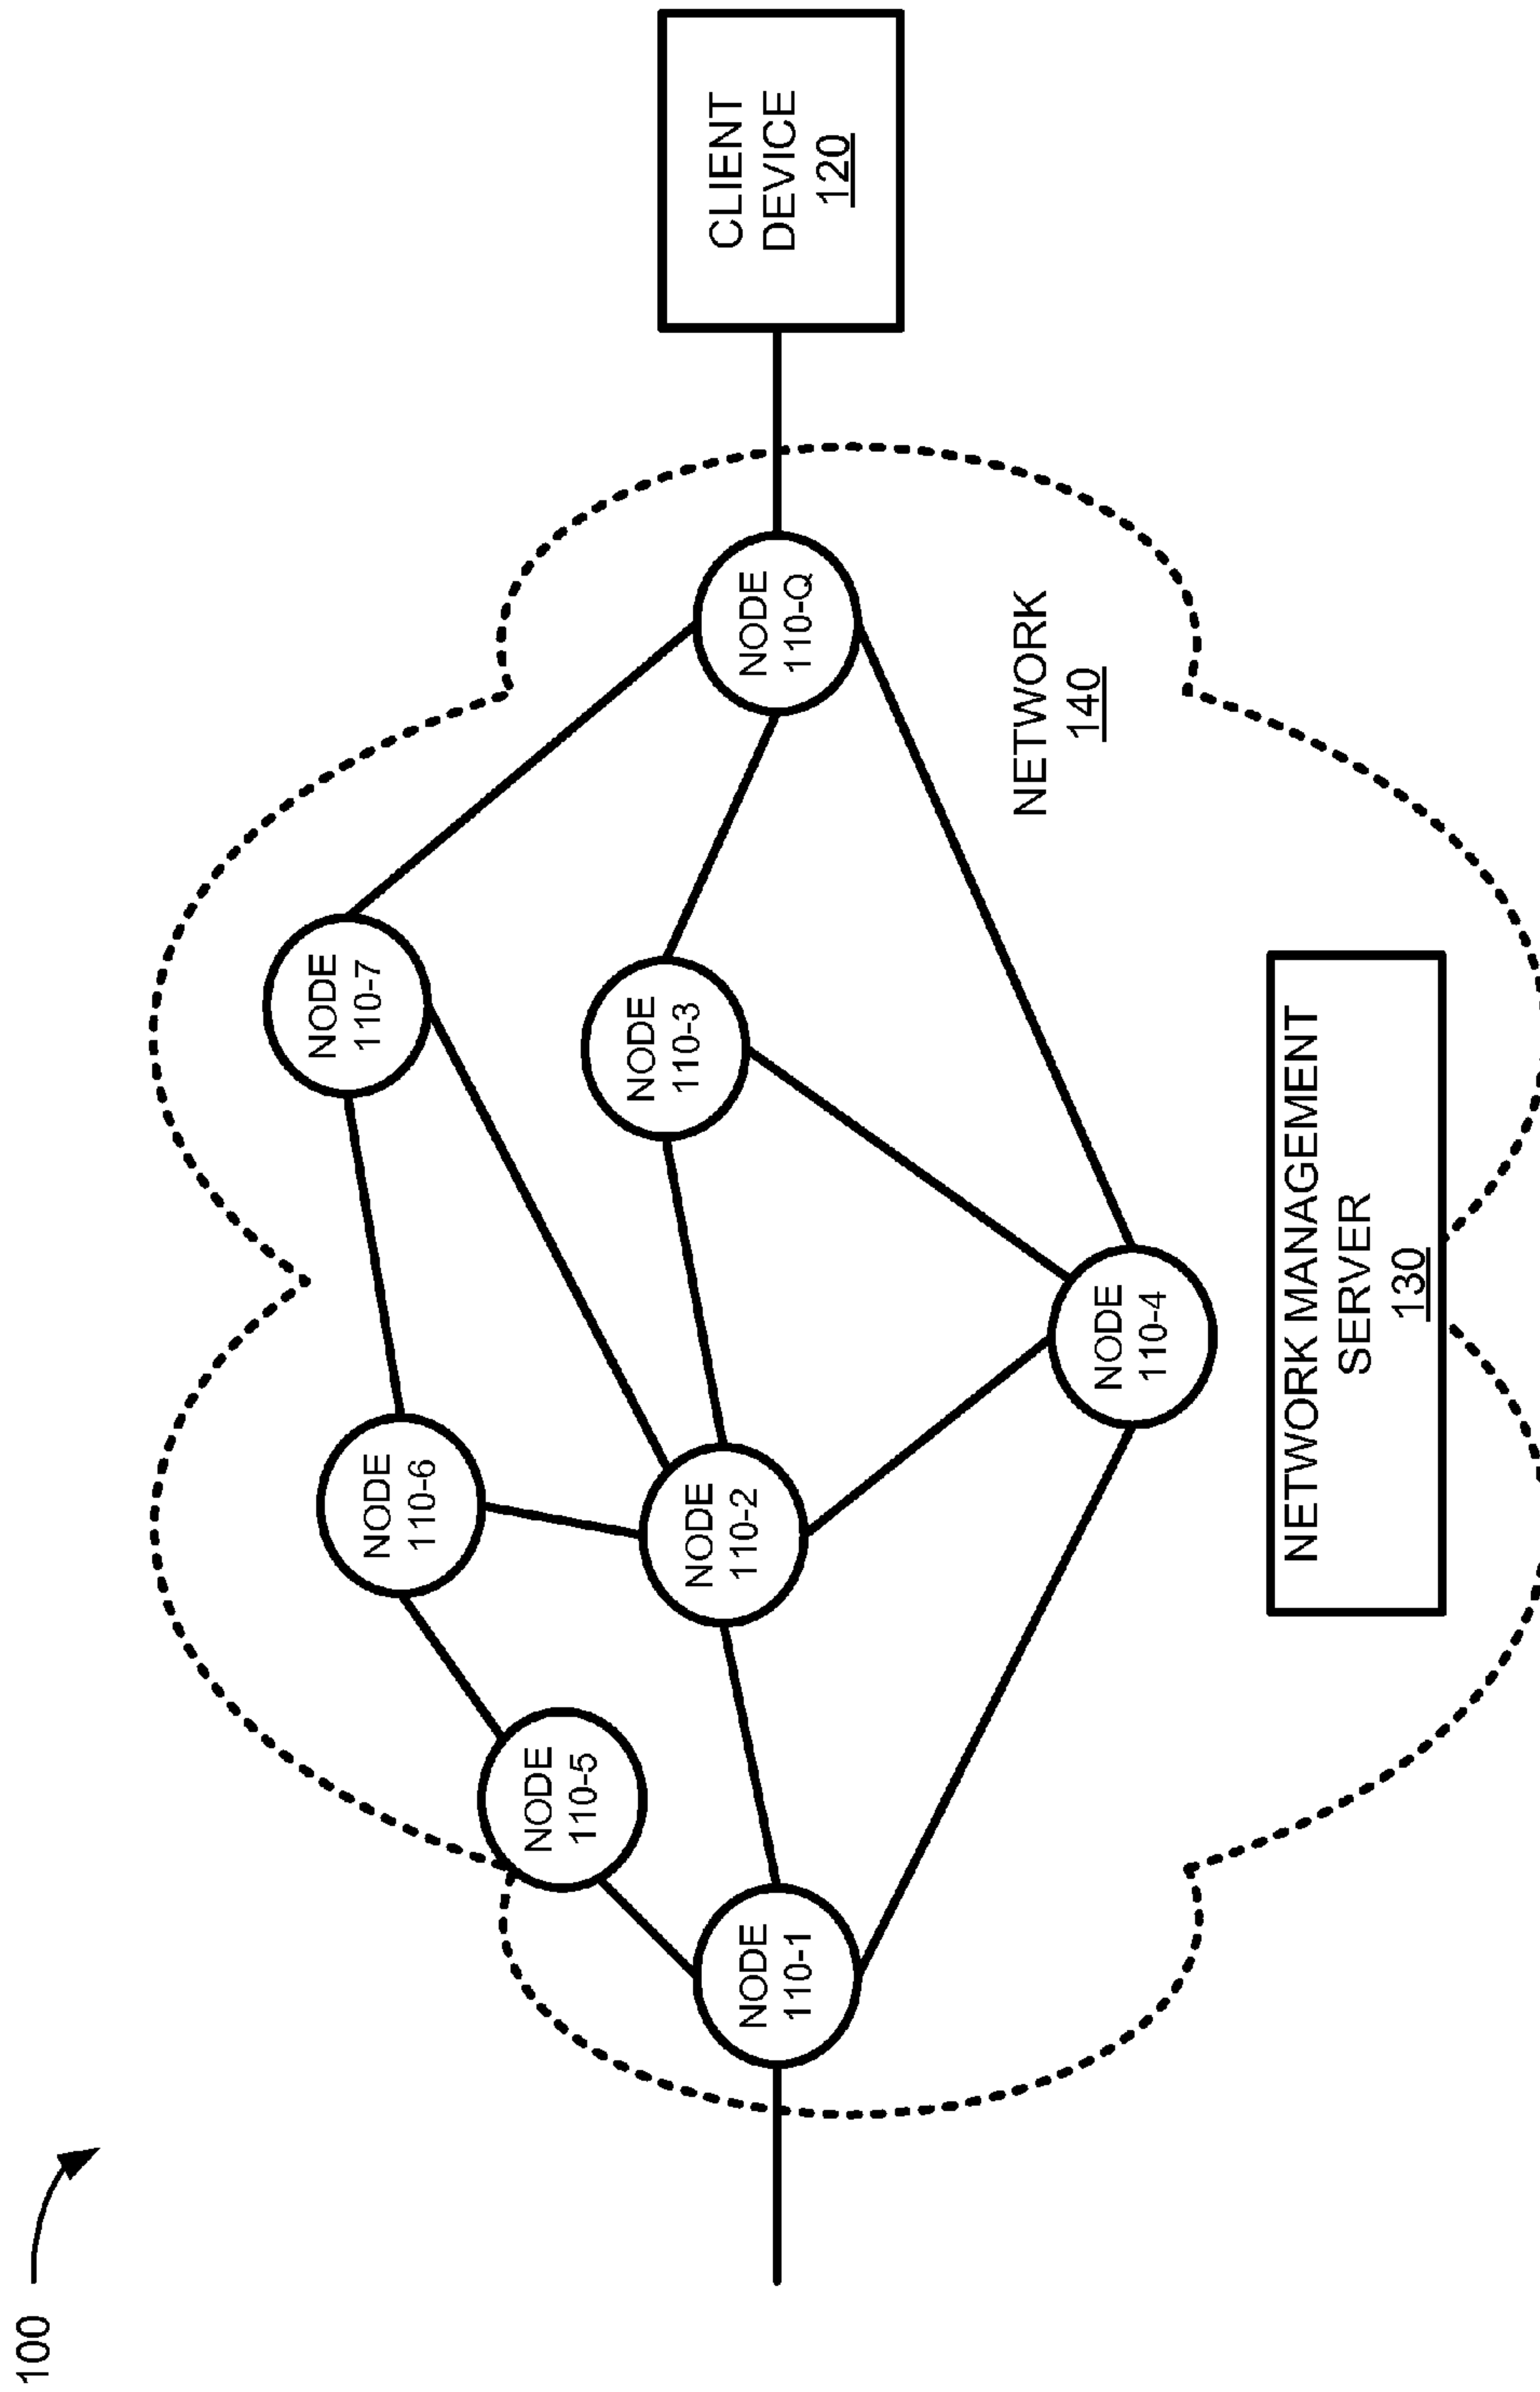 100
NODE
110-1
NODE
110-5
NODE
110-6
NODE
110-7
NODE
110-2
NODE
110-3
NODE
110-4
NODE
110-Q
NETWORK
140
CLIENT
DEVICE
120
NETWORK MANAGEMENT
SERVER
130